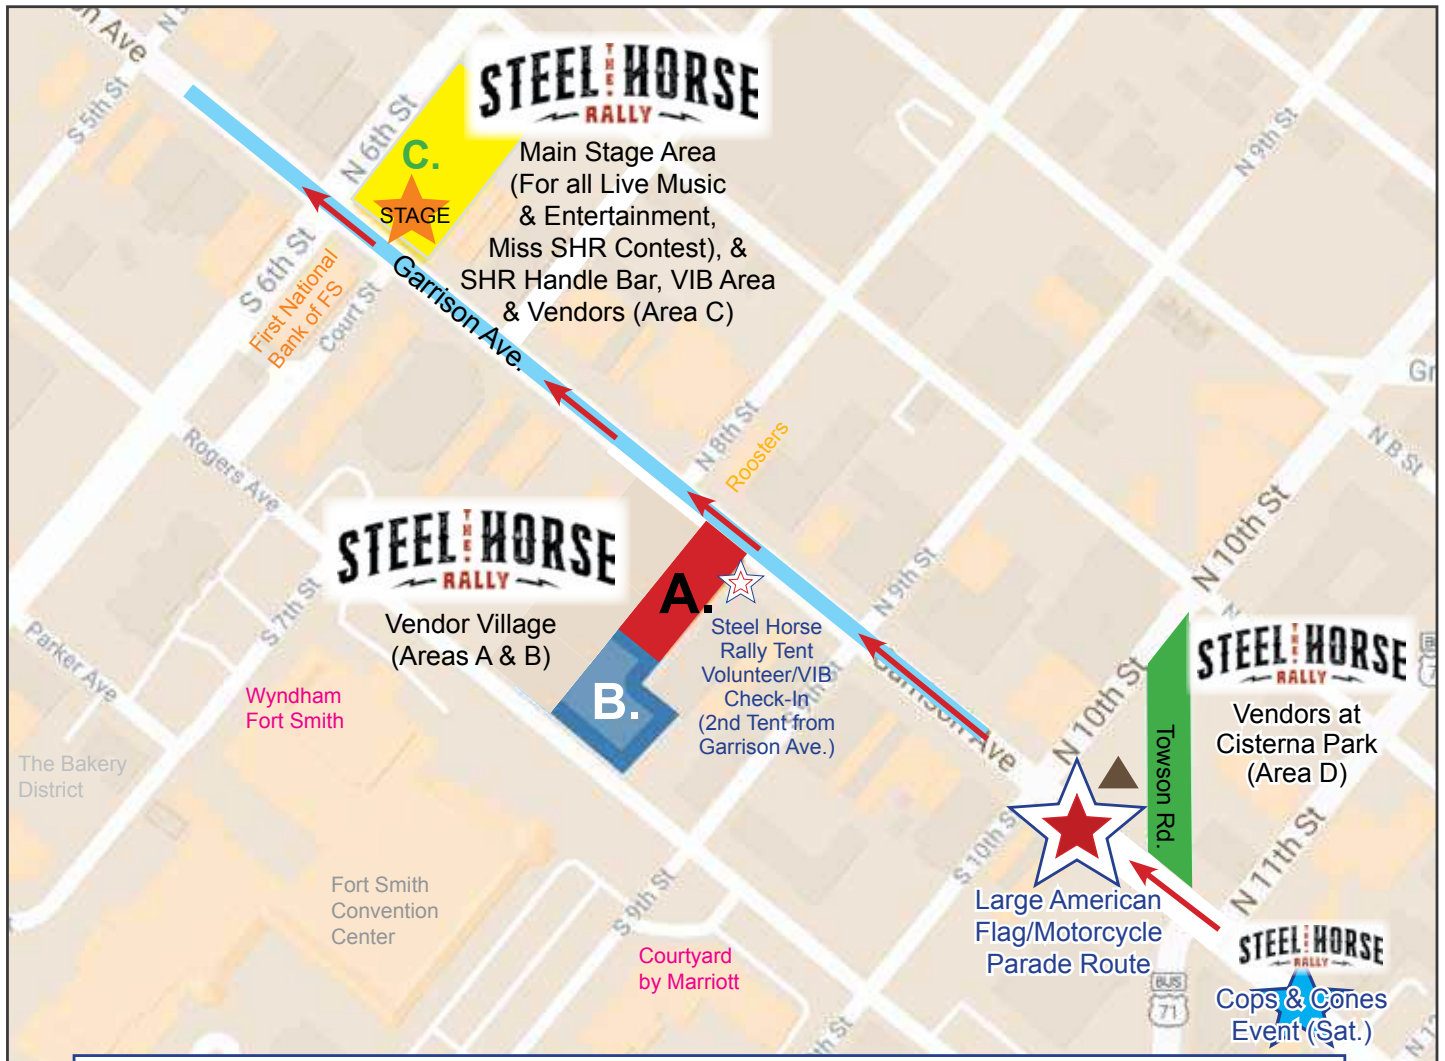 on Ave
S 5th St
N 6th St
C.
STAGE
STEEL THE HORSE
RALLY
Main Stage Area
(For all Live Music
& Entertainment,
Miss SHR Contest), &
SHR Handle Bar, VIB Area
& Vendors (Area C)
N 9th St
S 6th St
First National
Bank of FS
Court St
Garrison Ave.
Gr
N B St
Rogers Ave
N 8th St
Roosters
STEEL THE HORSE
RALLY
Vendor Village
(Areas A & B)
A.
B.
Steel Horse
Rally Tent
Volunteer/VIB
Check-In
(2nd Tent from
Garrison Ave.)
N 9th St
S 7th St
Parker Ave
Wyndham
Fort Smith
The Bakery
District
Garrison Ave
N 10th St
N 10th St
STEEL THE HORSE
RALLY
Vendors at
Cisterna Park
(Area D)
Towson Rd.
S 10th St
N 11th St
Large American
Flag/Motorcycle
Parade Route
Fort Smith
Convention
Center
S 9th St
Courtyard
by Marriott
BUS
71
STEEL THE HORSE
RALLY
Cops & Cones
Event (Sat.)